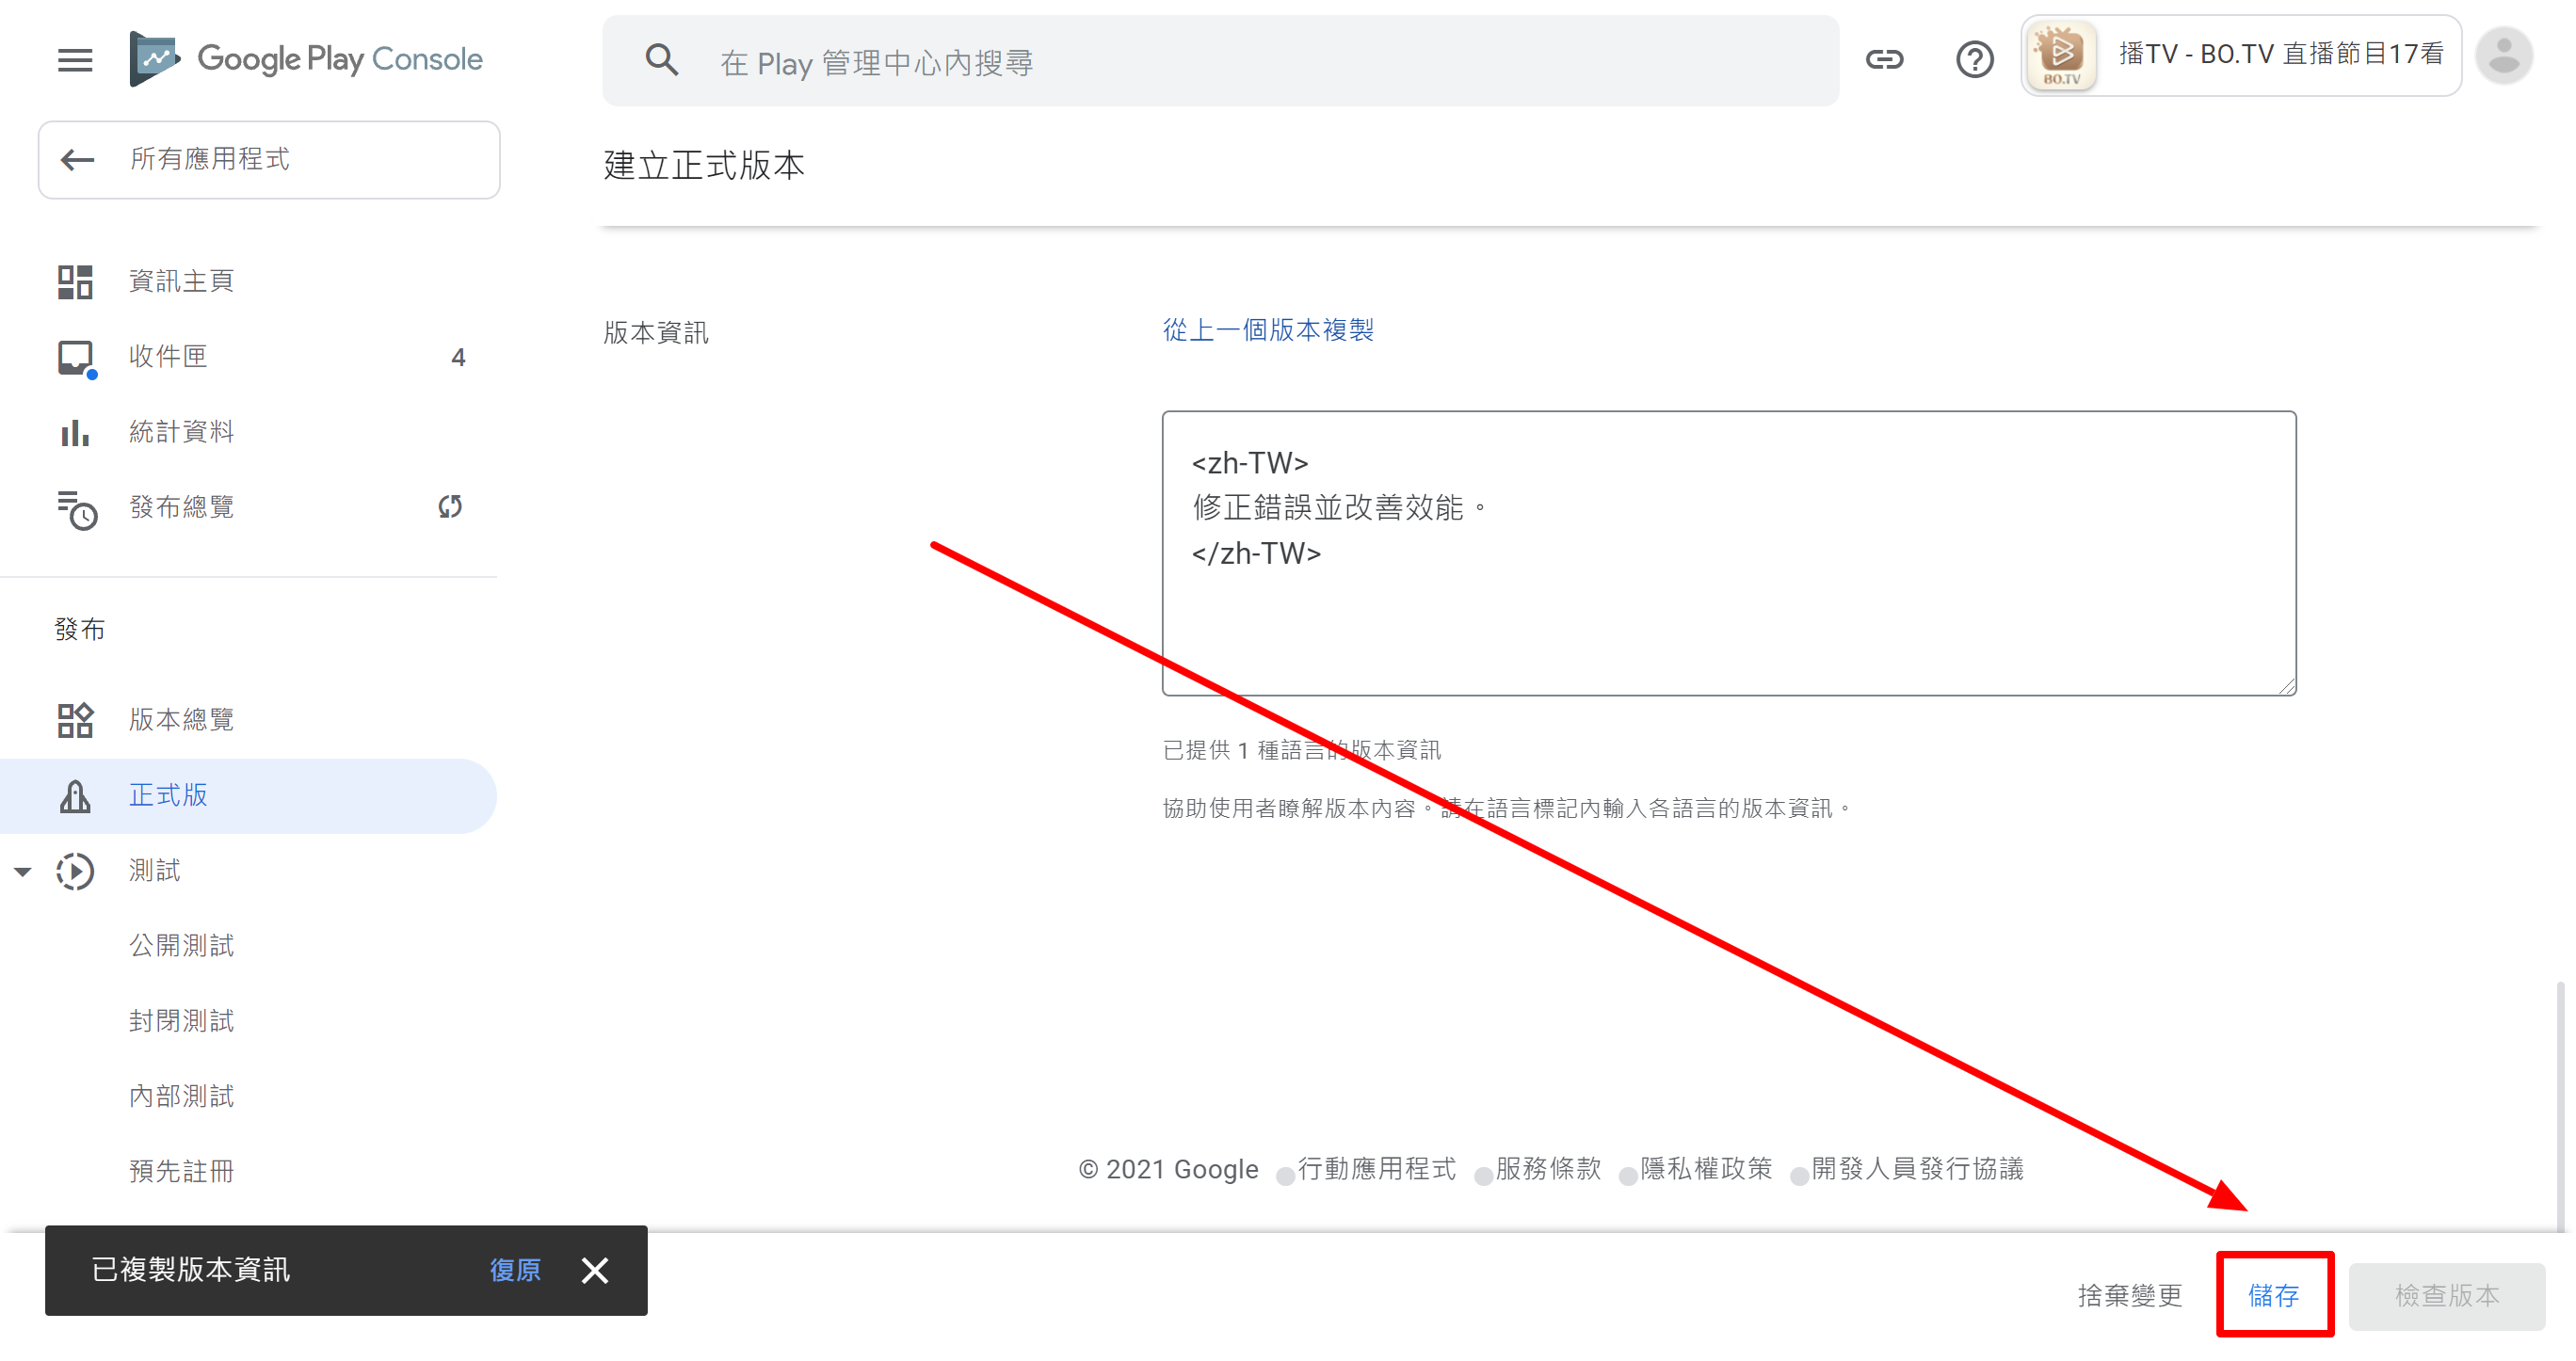 Google Play Console
在 Play 管理中心內搜尋
BO.TV
播TV - BO.TV 直播節目17看
所有應用程式
建立正式版本
資訊主頁
收件匣 4
統計資料
發布總覽
發布
版本總覽
正式版
測試
公開測試
封閉測試
內部測試
預先註冊
版本資訊
從上一個版本複製
<zh-TW>
修正錯誤並改善效能。
</zh-TW>
已提供 1 種語言的版本資訊
協助使用者瞭解版本內容。請在語言標記內輸入各語言的版本資訊。
© 2021 Google 行動應用程式 服務條款 隱私權政策 開發人員發行協議
已複製版本資訊 復原
捨棄變更 儲存 檢查版本